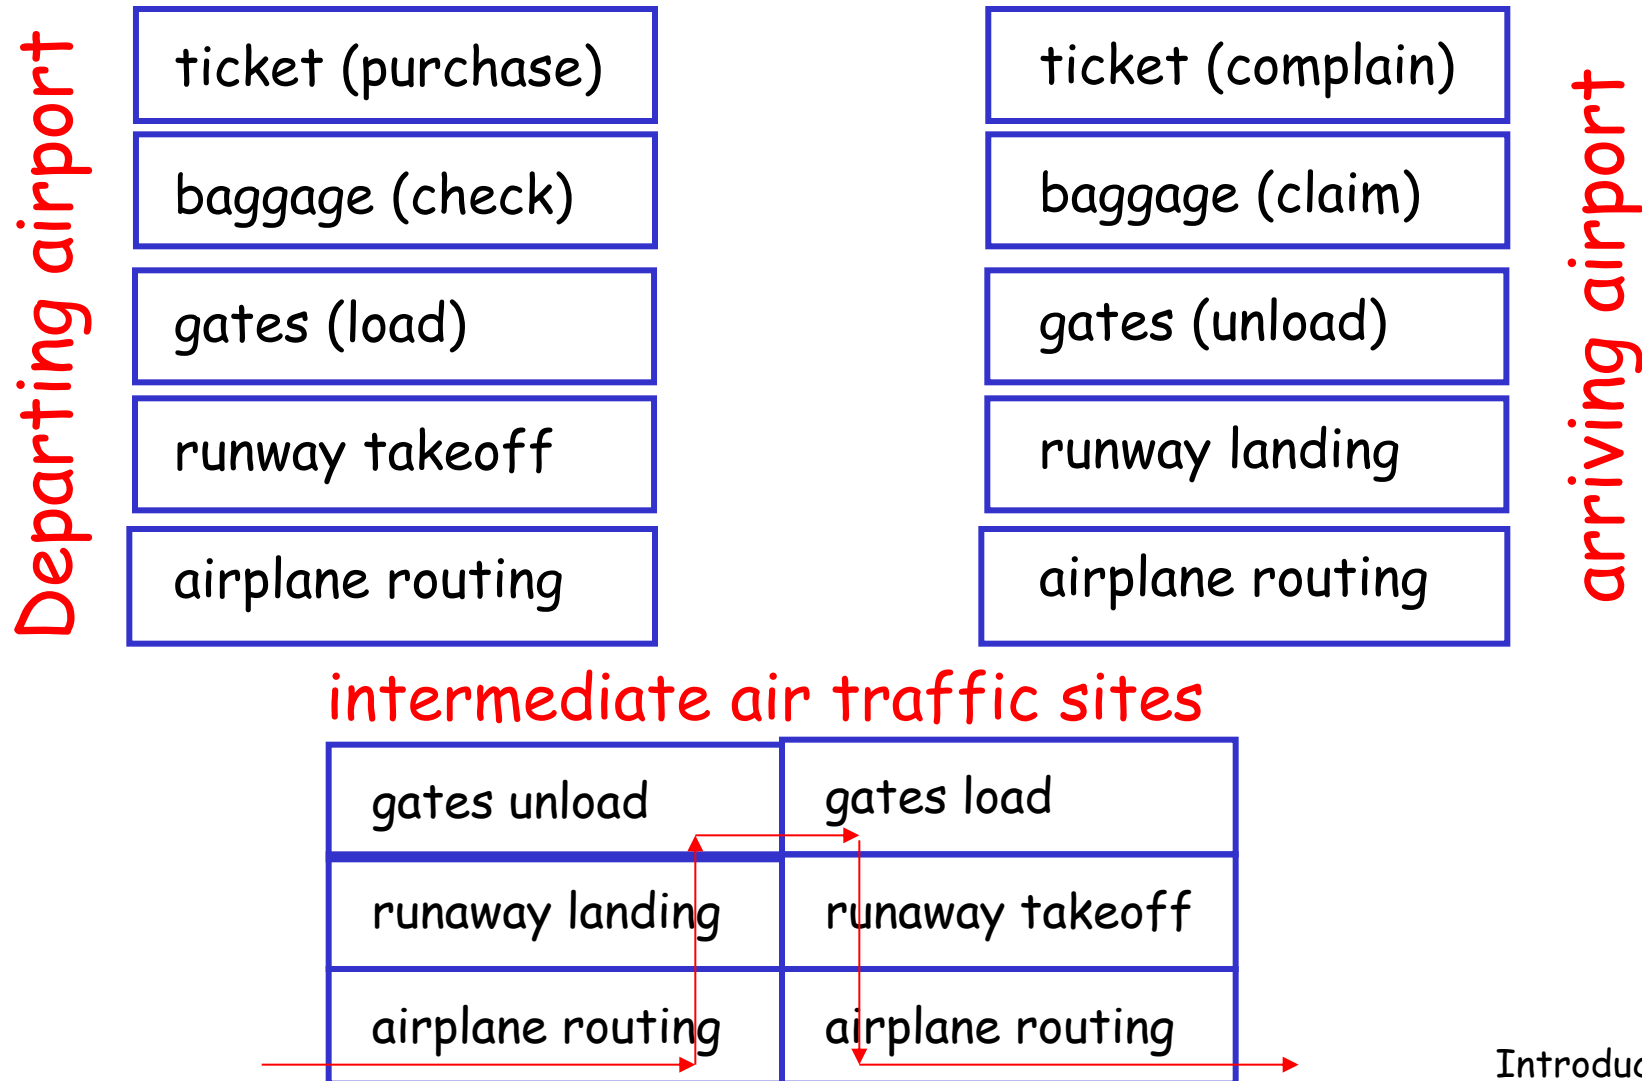 Departing airport
ticket (purchase)
baggage (check)
gates (load)
runway takeoff
airplane routing
ticket (complain)
baggage (claim)
gates (unload)
runway landing
airplane routing
arriving airport
intermediate air traffic sites
gates unload
gates load
runaway landing
runaway takeoff
airplane routing
airplane routing